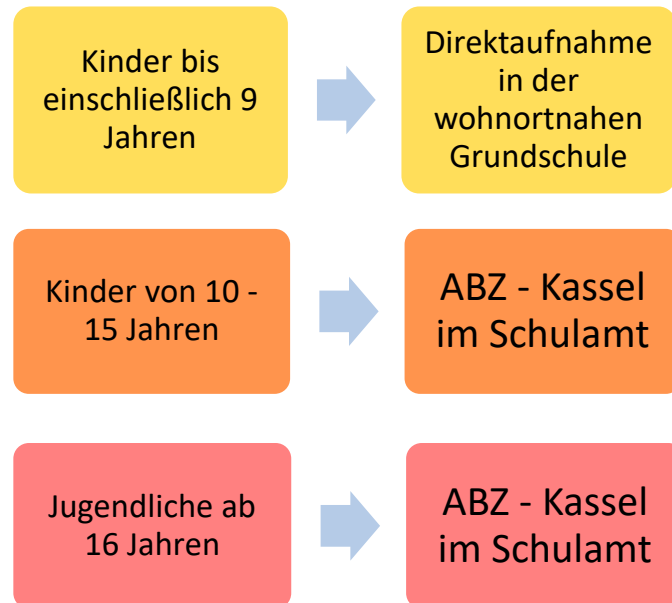 Kinder bis
einschließlich 9
Jahren
Direktaufnahme
in der
wohnortnahen
Grundschule
Kinder von 10 -
15 Jahren
ABZ - Kassel
im Schulamt
Jugendliche ab
16 Jahren
ABZ - Kassel
im Schulamt